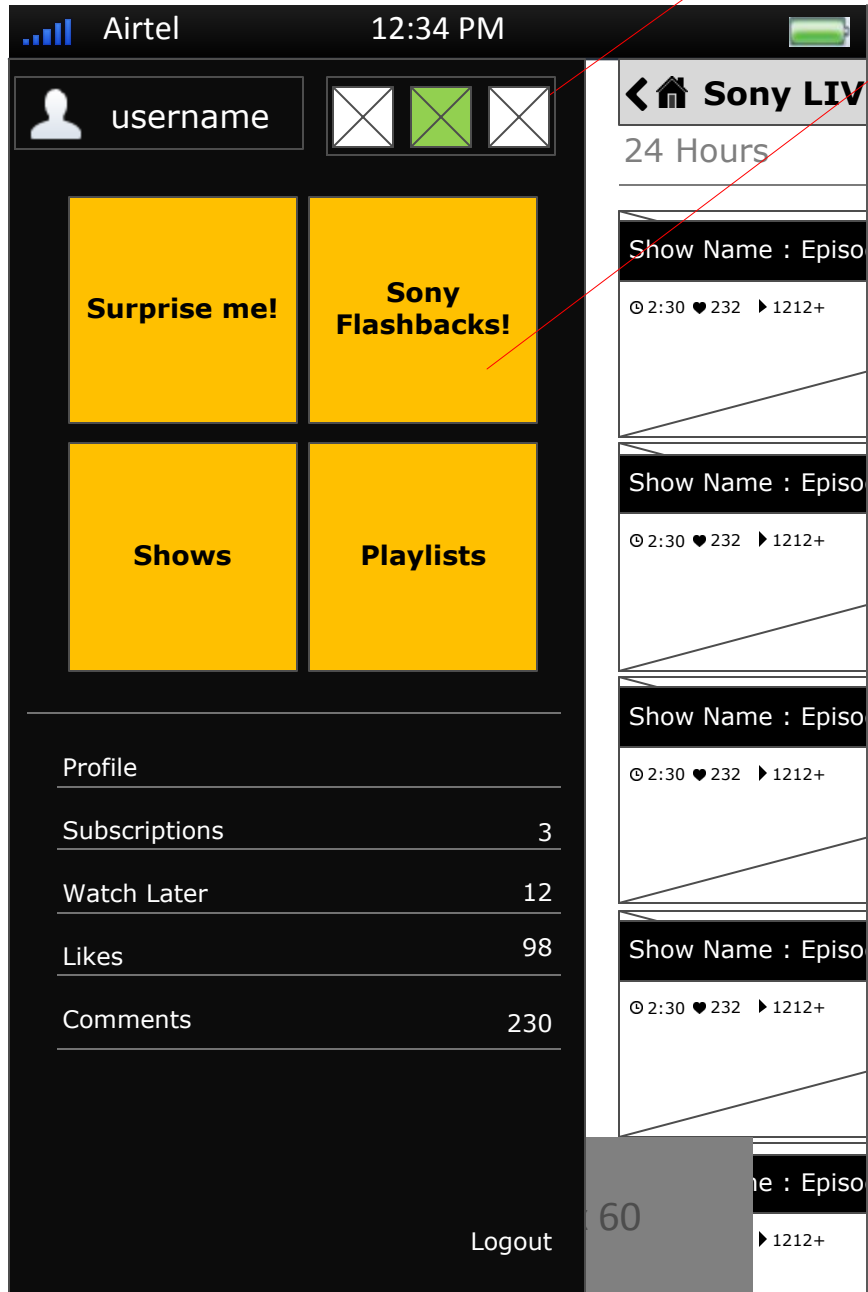 Airtel 12:34 PM
username
Surprise me!
Sony
Flashbacks!
Shows
Playlists
Profile
Subscriptions 3
Watch Later 12
Likes 98
Comments 230
Logout
Sony LIV
24 Hours
Show Name : Episo
2:30 232 1212+
Show Name : Episo
2:30 232 1212+
Show Name : Episo
2:30 232 1212+
Show Name : Episo
2:30 232 1212+
e : Episo
60
1212+